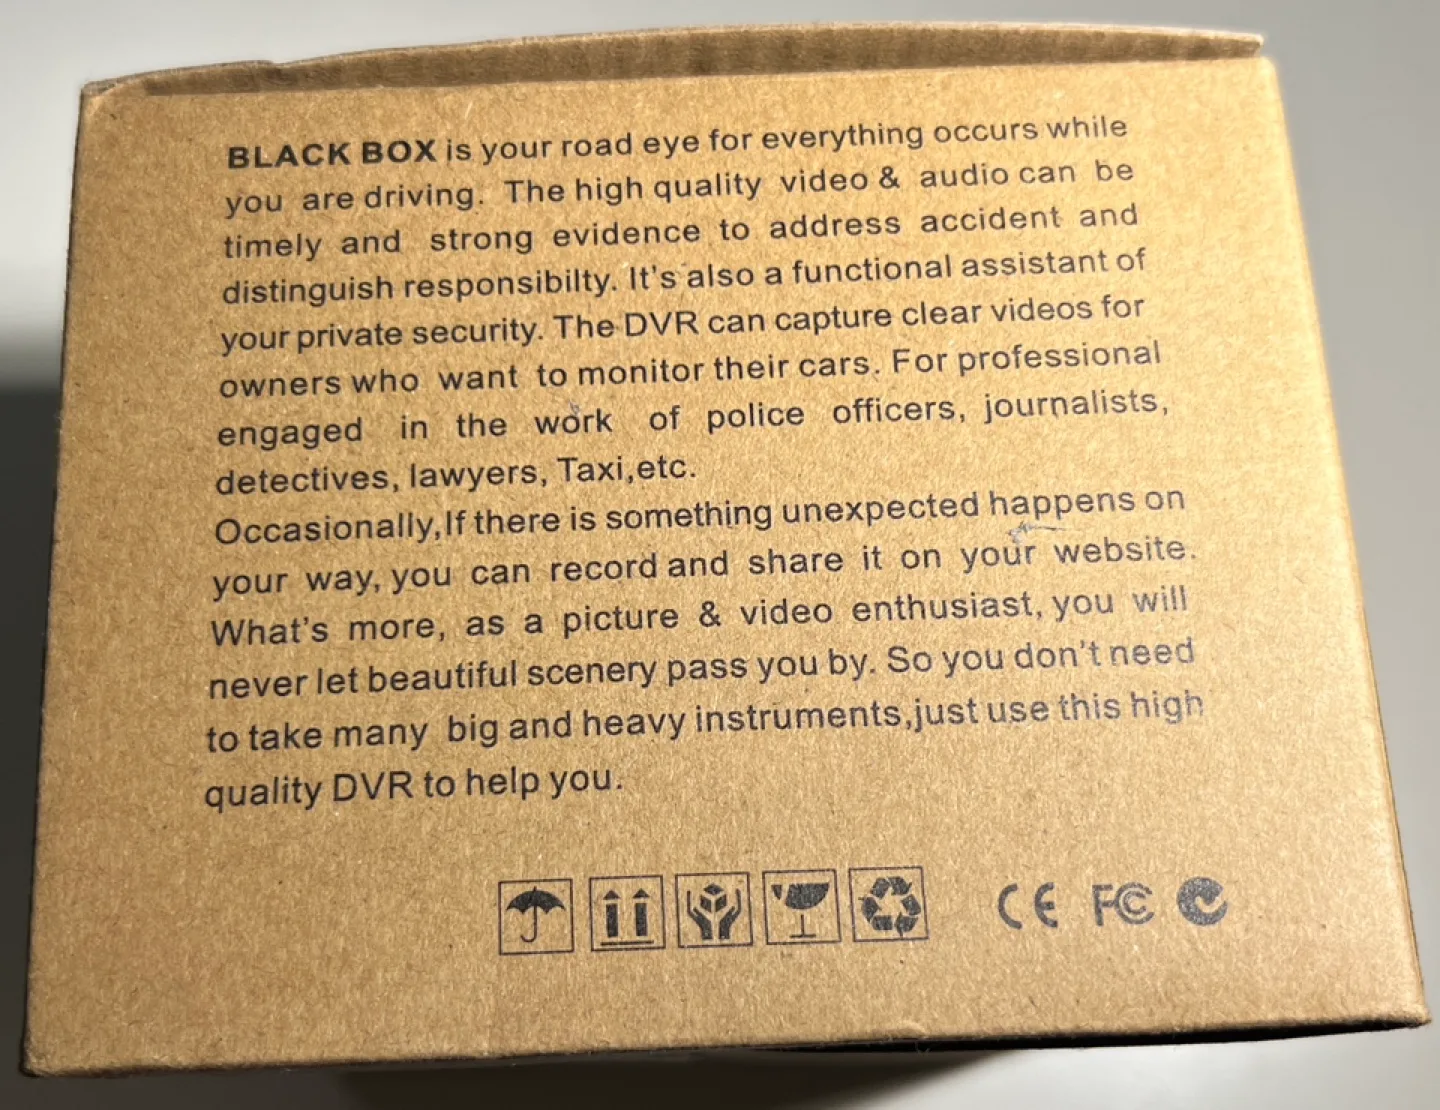 BLACK BOX is your road eye for everything occurs while
you are driving. The high quality video & audio can be
timely and strong evidence to address accident and
distinguish responsibilty. It's also a functional assistant of
your private security. The DVR can capture clear videos for
owners who want to monitor their cars. For professional
engaged in the work of police officers, journalists,
detectives, lawyers, Taxi,etc.
Occasionally,If there is something unexpected happens on
your way, you can record and share it on your website.
What's more, as a picture & video enthusiast, you will
never let beautiful scenery pass you by. So you don't need
to take many big and heavy instruments,just use this high
quality DVR to help you.
CE FC